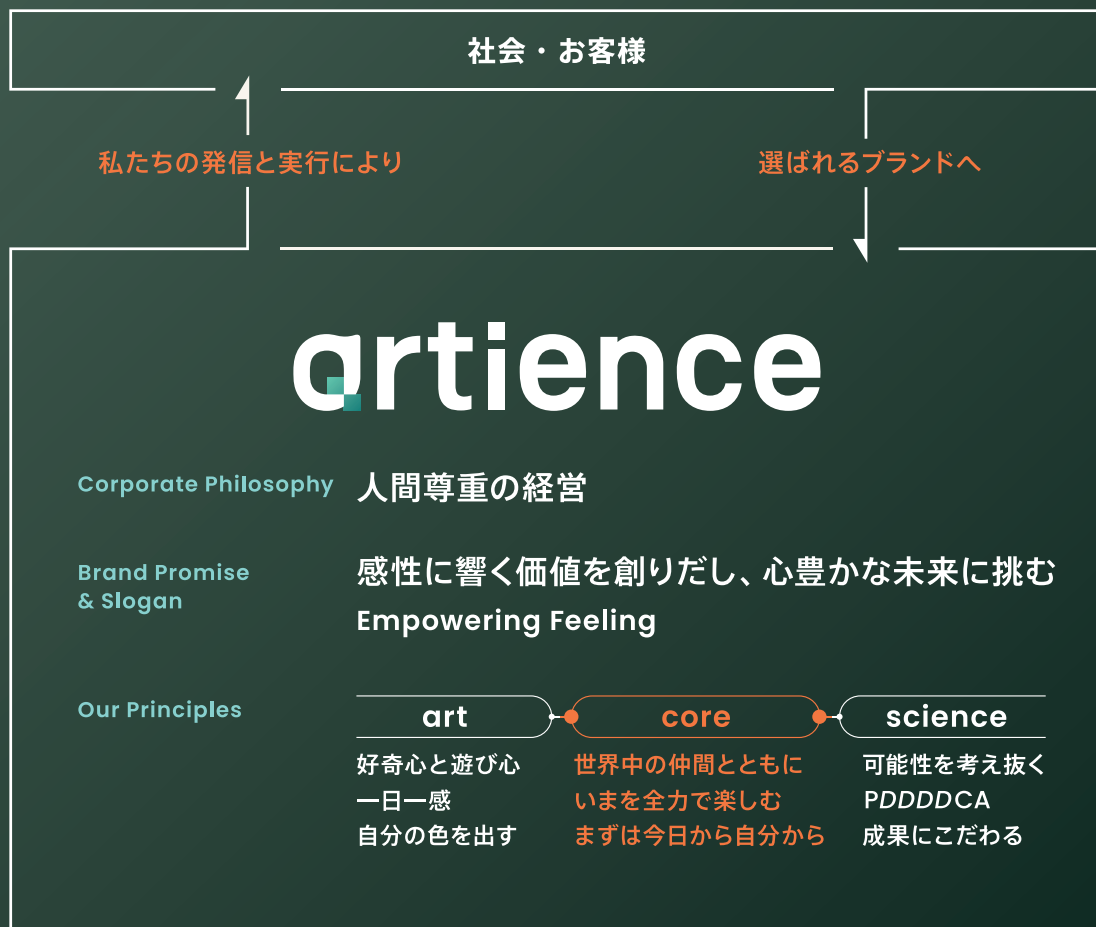 社会・お客様
私たちの発信と実行により
選ばれるブランドへ
artience
Corporate Philosophy
人間尊重の経営
Brand Promise
& Slogan
感性に響く価値を創りだし、心豊かな未来に挑む
Empowering Feeling
Our Principles
art
好奇心と遊び心
一日一感
自分の色を出す
core
世界中の仲間とともに
いまを全力で楽しむ
まずは今日から自分から
science
可能性を考え抜く
PDDDDCA
成果にこだわる